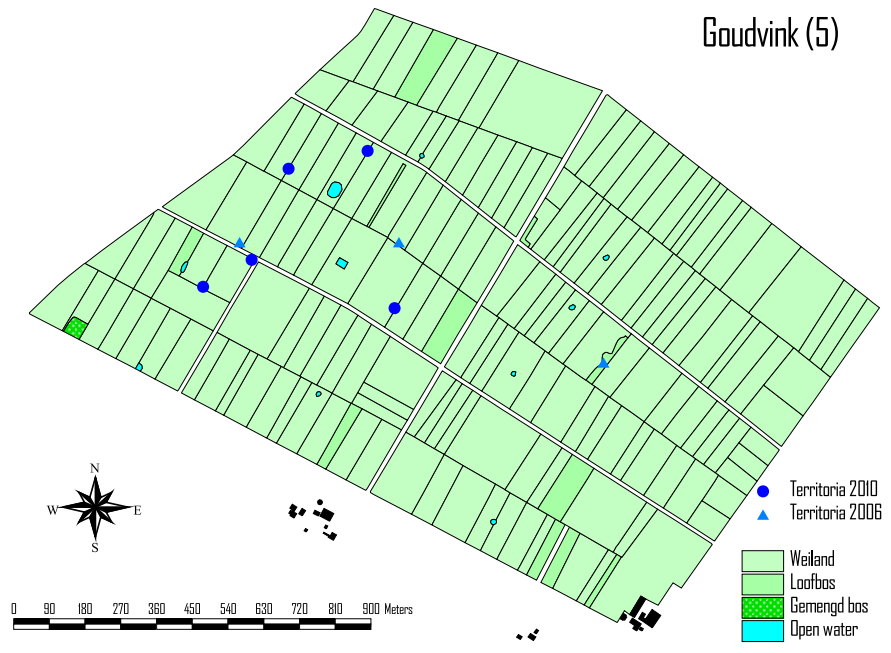 Goudvink (5)
N
W E
S
Territoria 2010
Territoria 2006
Weiland
Loofbos
Gemengd bos
Open water
0 90 180 270 360 450 540 630 720 810 900 Meters